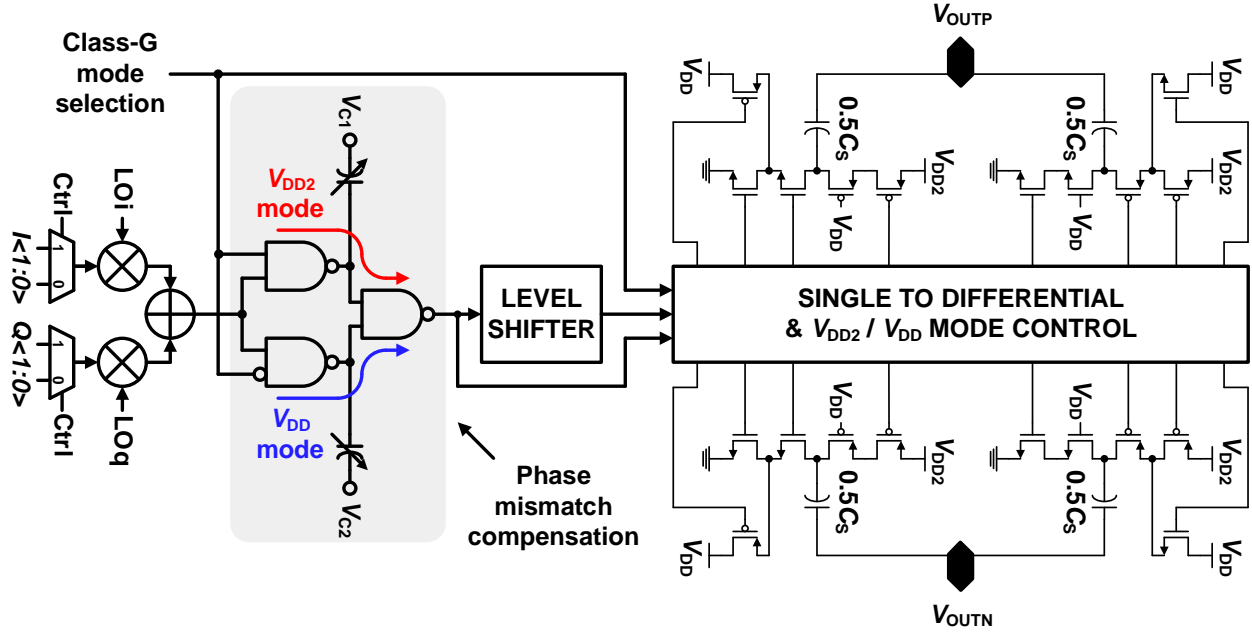 Class-G
mode
selection
Ctrl
I<1:0>
1
0
LOi
Q<1:0>
1
0
Ctrl
LOq
VC1
VDD2
mode
VDD
mode
VC2
Phase
mismatch
compensation
LEVEL
SHIFTER
VOUTP
VDD
0.5CS
0.5CS
VDD
VDD2
VDD2
VDD
VDD
SINGLE TO DIFFERENTIAL
& VDD2 / VDD MODE CONTROL
VDD
VDD
VDD2
VDD2
0.5CS
0.5CS
VDD
VDD
VOUTN